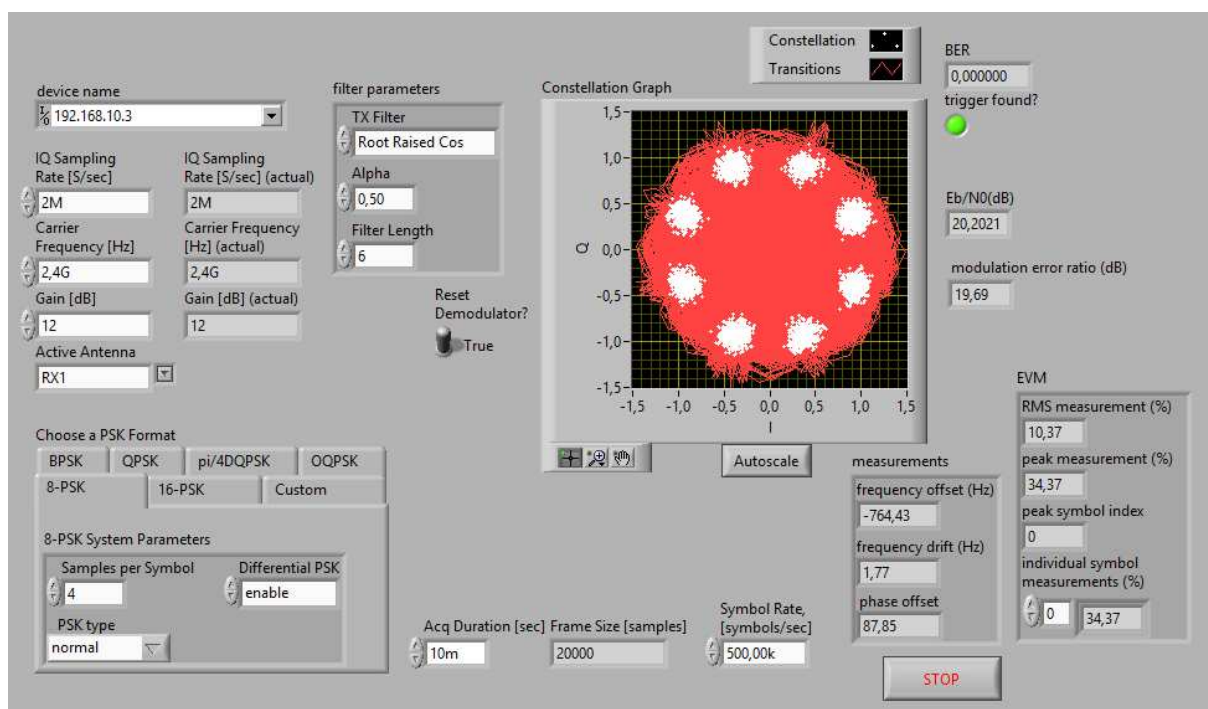 Constellation
Transitions
BER
0,000000
trigger found?
device name
192.168.10.3
filter parameters
TX Filter
Root Raised Cos
Alpha
0,50
Filter Length
6
Constellation Graph
1,5
1,0
0,5
0,0
-0,5
-1,0
-1,5
Q
-1,5 -1,0 -0,5 0,0 0,5 1,0 1,5
I
IQ Sampling
Rate [S/sec]
2M
IQ Sampling
Rate [S/sec] (actual)
2M
Carrier
Frequency [Hz]
2,4G
Carrier Frequency
[Hz] (actual)
2,4G
Gain [dB]
12
Gain [dB] (actual)
12
Active Antenna
RX1
Reset
Demodulator?
True
Eb/N0(dB)
20,2021
modulation error ratio (dB)
19,69
Autoscale
Choose a PSK Format
BPSK QPSK pi/4DQPSK OQPSK
8-PSK 16-PSK Custom
8-PSK System Parameters
Samples per Symbol
4
Differential PSK
enable
PSK type
normal
Acq Duration [sec]
10m
Frame Size [samples]
20000
Symbol Rate,
[symbols/sec]
500,00k
measurements
frequency offset (Hz)
-764,43
frequency drift (Hz)
1,77
phase offset
87,85
EVM
RMS measurement (%)
10,37
peak measurement (%)
34,37
peak symbol index
0
individual symbol
measurements (%)
0 34,37
STOP